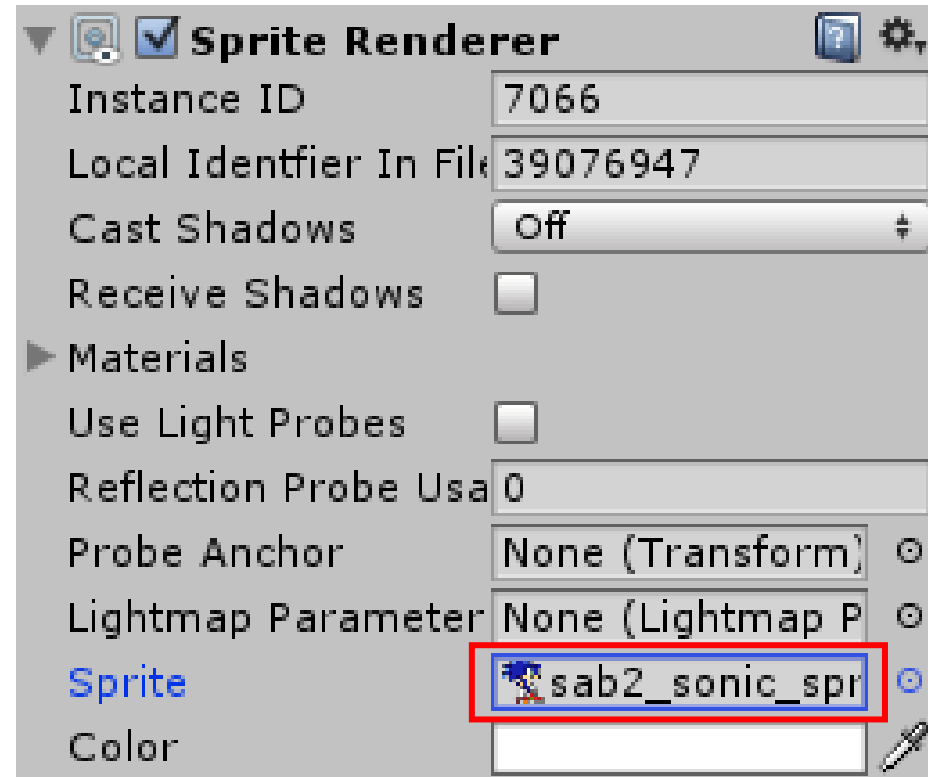 Sprite Renderer
Instance ID 7066
Local Identfier In File 39076947
Cast Shadows Off
Receive Shadows
Materials
Use Light Probes
Reflection Probe Usa 0
Probe Anchor None (Transform)
Lightmap Parameter None (Lightmap P
Sprite sab2_sonic_spr
Color